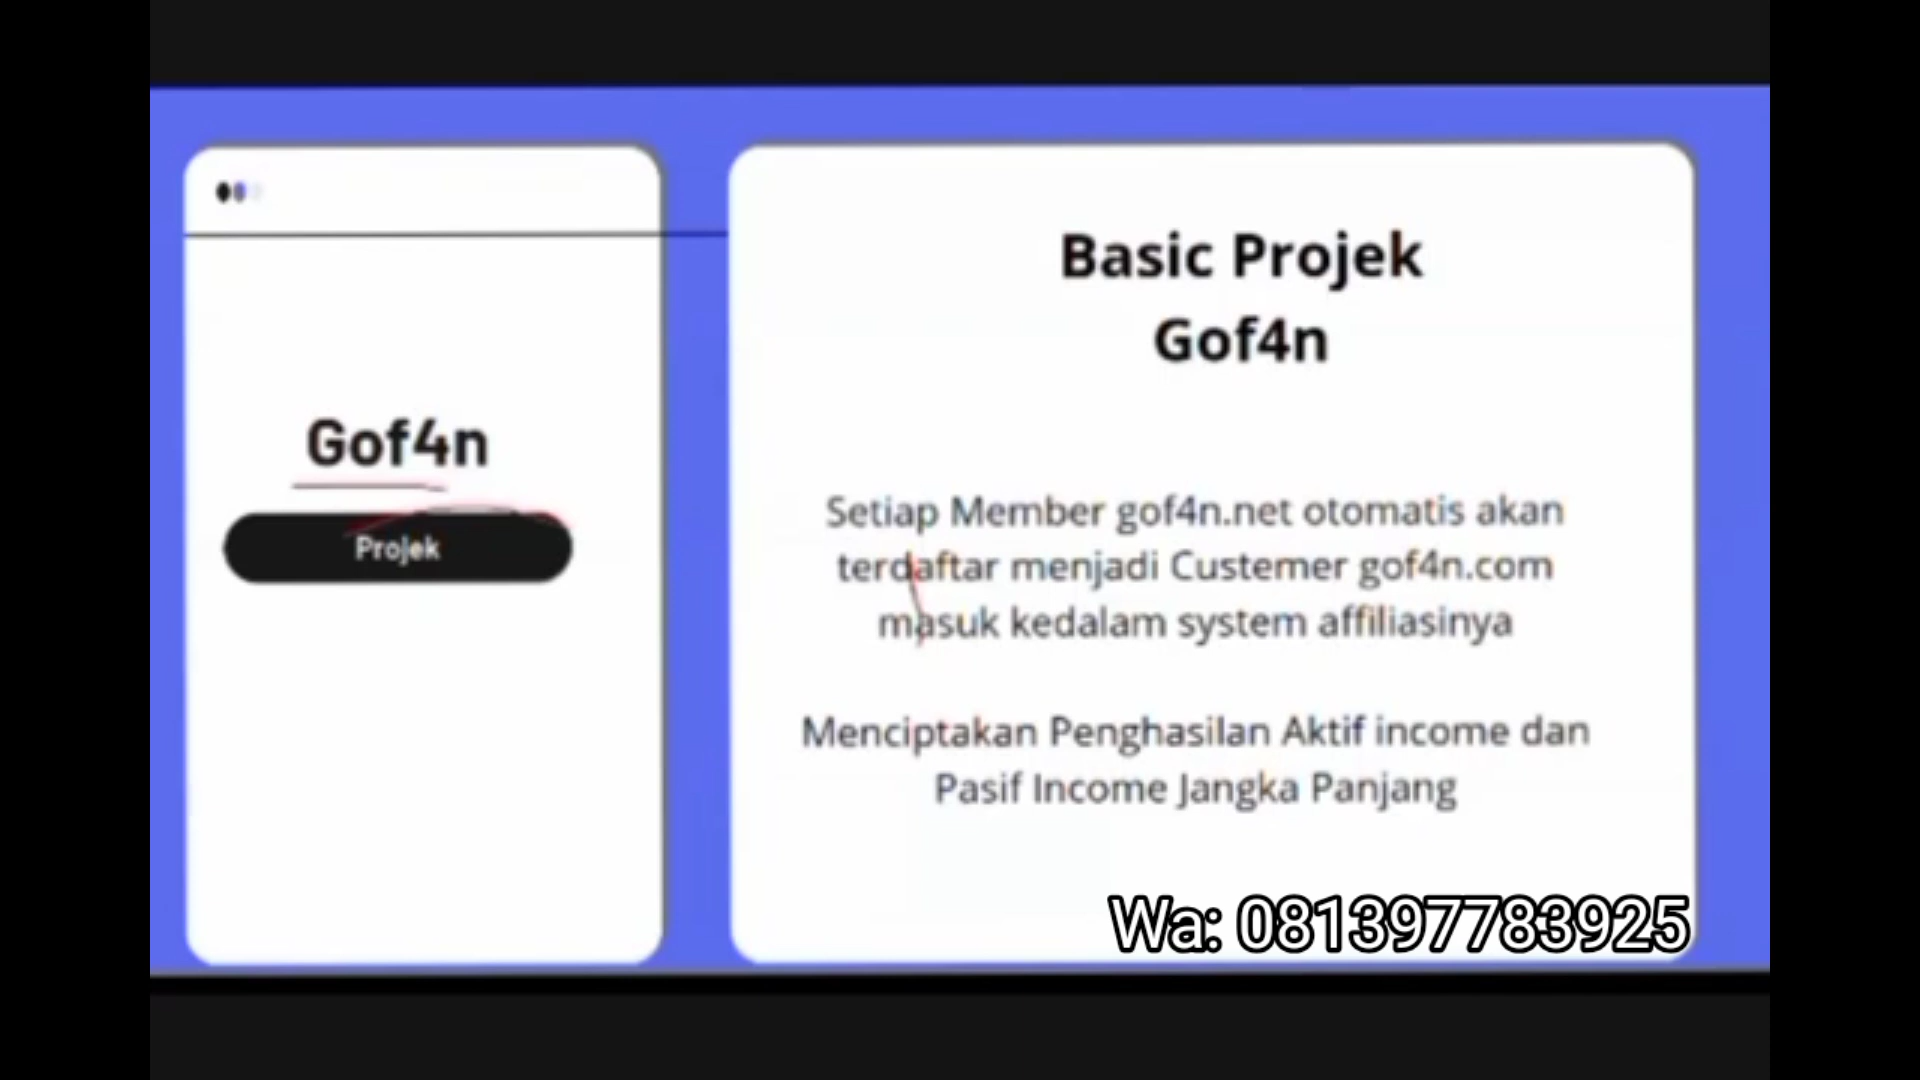 Gof4n
Projek
Basic Projek
Gof4n
Setiap Member gof4n.net otomatis akan
terdaftar menjadi Custemer gof4n.com
masuk kedalam system affiliasinya
Menciptakan Penghasilan Aktif income dan
Pasif Income Jangka Panjang
Wa: 081397783925